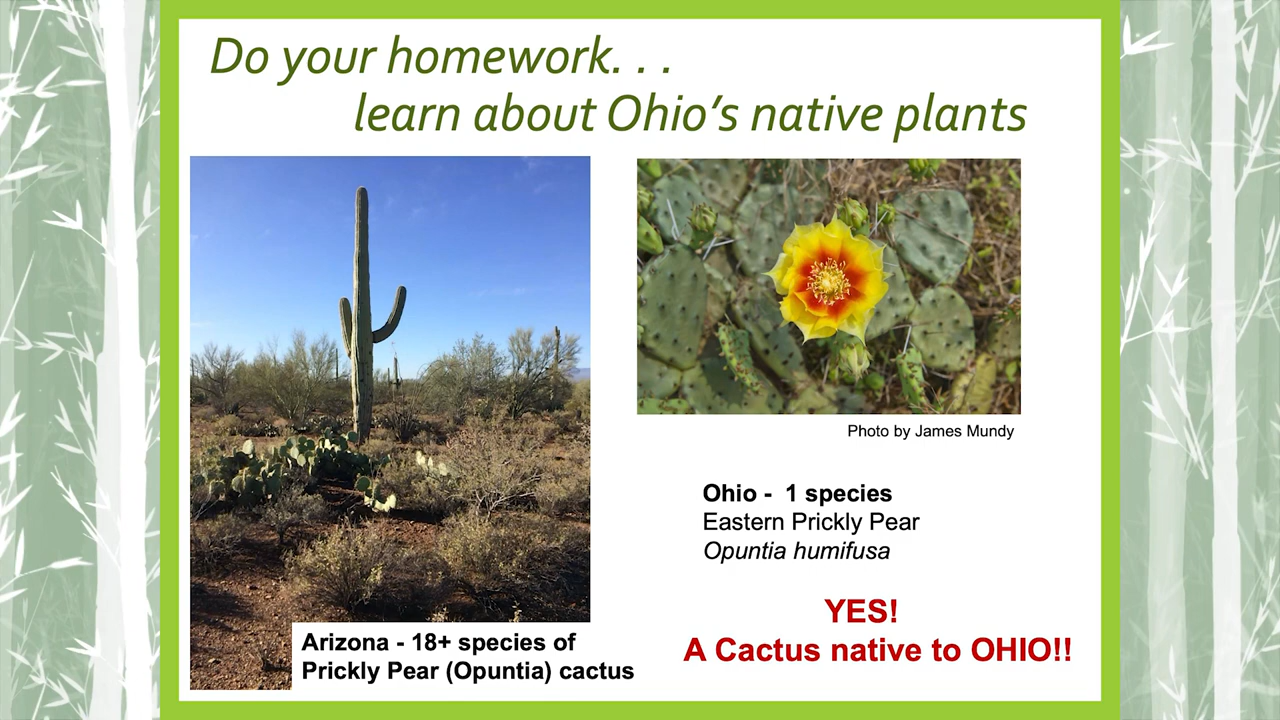 Do your homework. . .
learn about Ohio’s native plants
Photo by James Mundy
Ohio -  1 species
Eastern Prickly Pear
Opuntia humifusa
YES!
A Cactus native to OHIO!!
Arizona - 18+ species of
Prickly Pear (Opuntia) cactus